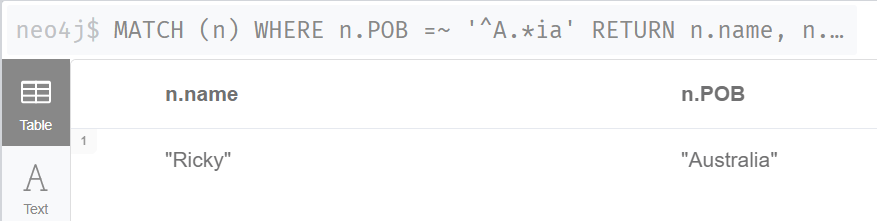 neo4j$ MATCH (n) WHERE n.POB =~ '^A.*ia' RETURN n.name, n.…
n.name n.POB
Table
1
"Ricky" "Australia"
A
Text